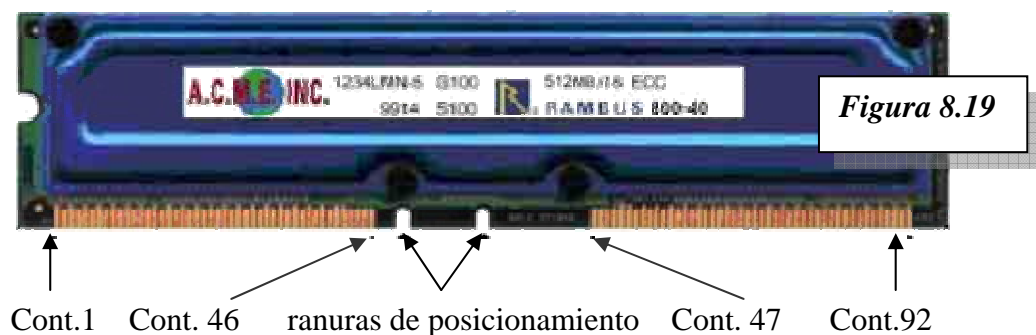 A.C.M.E. INC.
1234LMN-6 G100
9914 S100
512MB/16 ECC
RAMBUS 800-40
Figura 8.19
Cont.1 Cont. 46 ranuras de posicionamiento Cont. 47 Cont.92